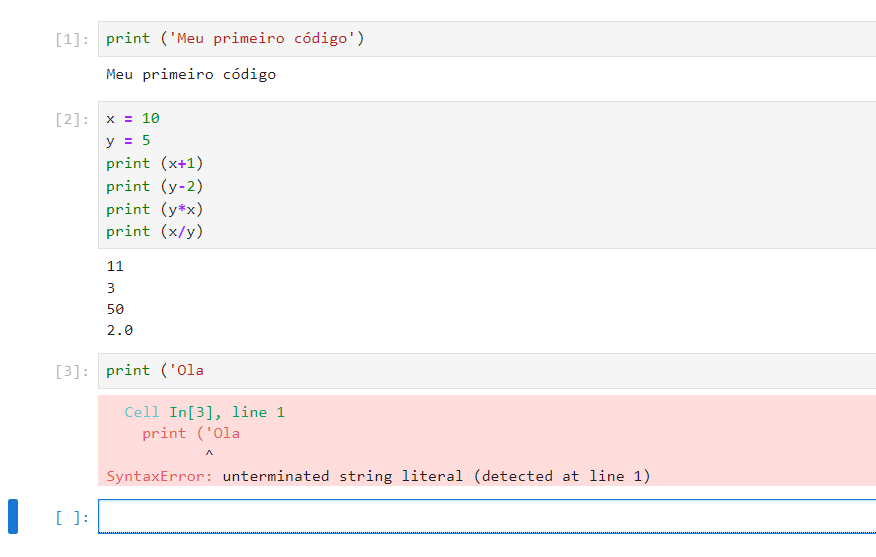 [1]: print ('Meu primeiro código')
Meu primeiro código
[2]: x = 10
y = 5
print (x+1)
print (y-2)
print (y*x)
print (x/y)
11
3
50
2.0
[3]: print ('Ola
Cell In[3], line 1
print ('Ola
^
SyntaxError: unterminated string literal (detected at line 1)
[ ]: